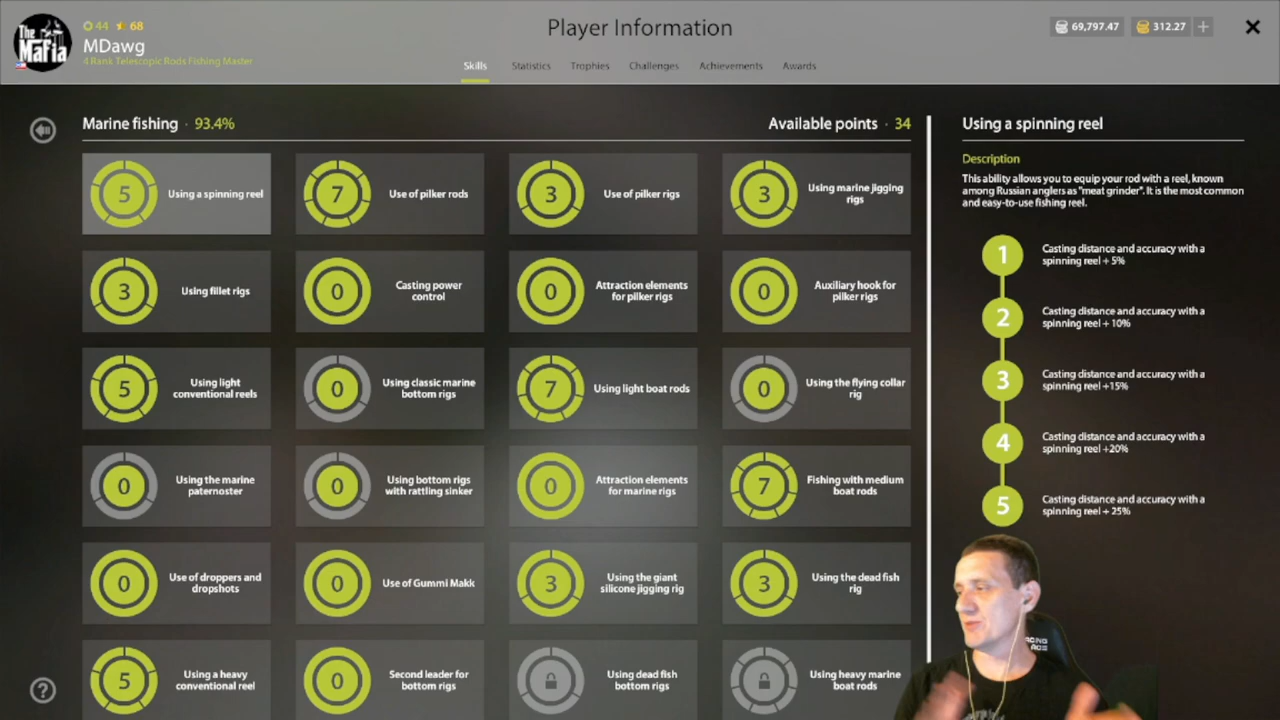 The
Mafia
44 68
MDawg
4 Rank Telescopic Rods Fishing Master
Player Information
69,797.47
312.27 +
Skills
Statistics
Trophies
Challenges
Achievements
Awards
Marine fishing · 93.4%
Available points · 34
5
Using a spinning reel
7
Use of pilker rods
3
Use of pilker rigs
3
Using marine jigging
rigs
3
Using fillet rigs
0
Casting power
control
0
Attraction elements
for pilker rigs
0
Auxiliary hook for
pilker rigs
5
Using light
conventional reels
0
Using classic marine
bottom rigs
7
Using light boat rods
0
Using the flying collar
rig
0
Using the marine
paternoster
0
Using bottom rigs
with rattling sinker
0
Attraction elements
for marine rigs
7
Fishing with medium
boat rods
0
Use of droppers and
dropshots
0
Use of Gummi Makk
3
Using the giant
silicone jigging rig
3
Using the dead fish
rig
5
Using a heavy
conventional reel
0
Second leader for
bottom rigs
Using dead fish
bottom rigs
Using heavy marine
boat rods
?
Using a spinning reel
Description
This ability allows you to equip your rod with a reel, known
among Russian anglers as "meat grinder". It is the most common
and easy-to-use fishing reel.
1
Casting distance and accuracy with a
spinning reel + 5%
2
Casting distance and accuracy with a
spinning reel + 10%
3
Casting distance and accuracy with a
spinning reel +15%
4
Casting distance and accuracy with a
spinning reel +20%
5
Casting distance and accuracy with a
spinning reel + 25%